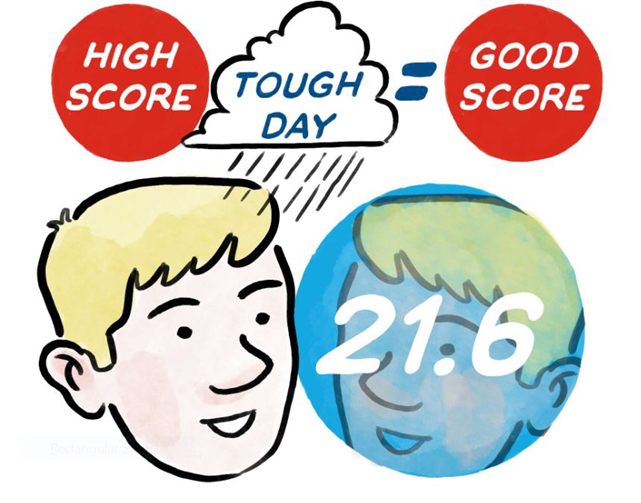 HIGH
SCORE
TOUGH
DAY
=
GOOD
SCORE
21.6